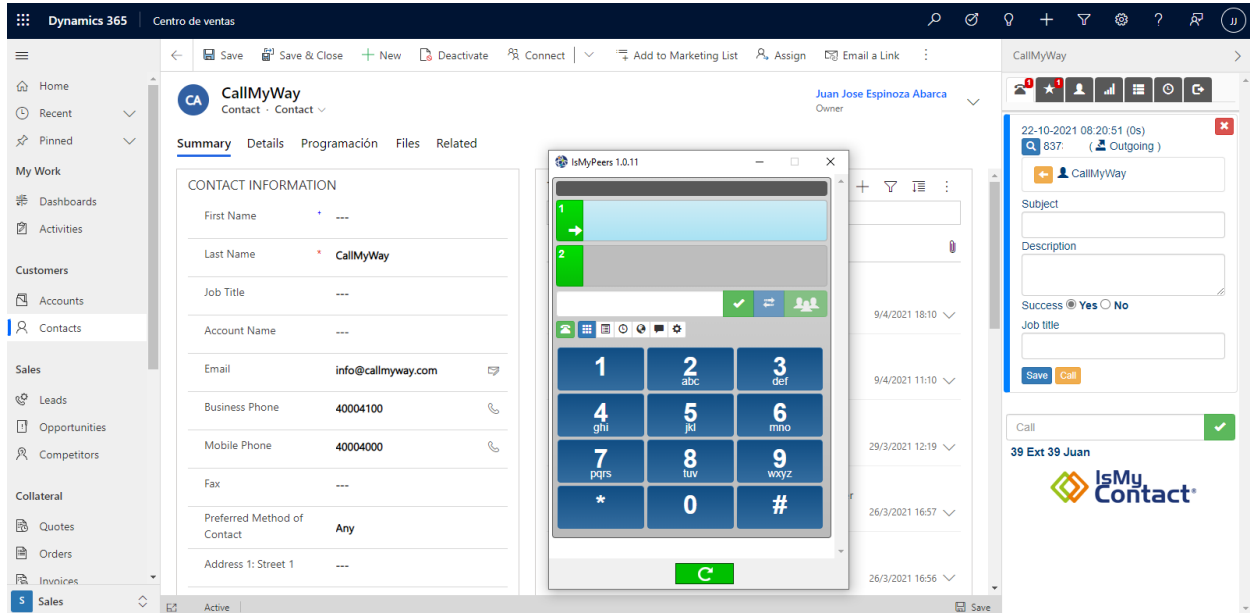 Dynamics 365 Centro de ventas
JJ
Home
Recent
Pinned
My Work
Dashboards
Activities
Customers
Accounts
Contacts
Sales
Leads
Opportunities
Competitors
Collateral
Quotes
Orders
Invoices
S Sales
Save Save & Close + New Deactivate Connect Add to Marketing List Assign Email a Link
CA
CallMyWay
Contact · Contact
Juan Jose Espinoza Abarca
Owner
Summary Details Programación Files Related
CONTACT INFORMATION
First Name + ---
Last Name * CallMyWay
Job Title ---
Account Name ---
Email info@callmyway.com
Business Phone 40004100
Mobile Phone 40004000
Fax ---
Preferred Method of
Contact Any
Address 1: Street 1 ---
Active
Save
9/4/2021 18:10
9/4/2021 11:10
29/3/2021 12:19
r
26/3/2021 16:57
26/3/2021 16:56
IsMyPeers 1.0.11
1
2
1
2 abc
3 def
4 ghi
5 jkl
6 mno
7 pqrs
8 tuv
9 wxyz
*
0
#
CallMyWay
1
1
22-10-2021 08:20:51 (0s)
837 ( Outgoing )
CallMyWay
Subject
Description
Success Yes No
Job title
Save Call
Call
39 Ext 39 Juan
IsMy
Contact